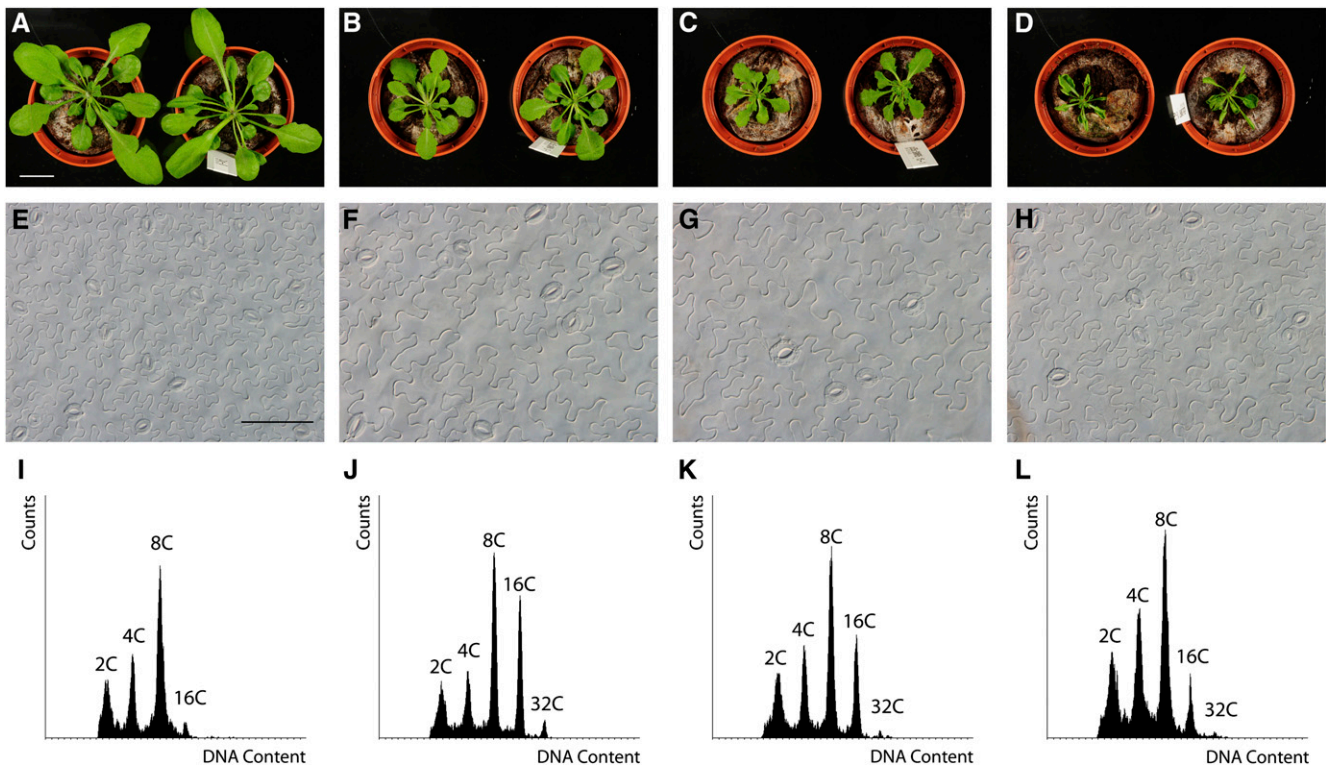 A
B
C
D
E
F
G
H
I
Counts
2C
4C
8C
16C
DNA Content
J
Counts
2C
4C
8C
16C
32C
DNA Content
K
Counts
2C
4C
8C
16C
32C
DNA Content
L
Counts
2C
4C
8C
16C
32C
DNA Content